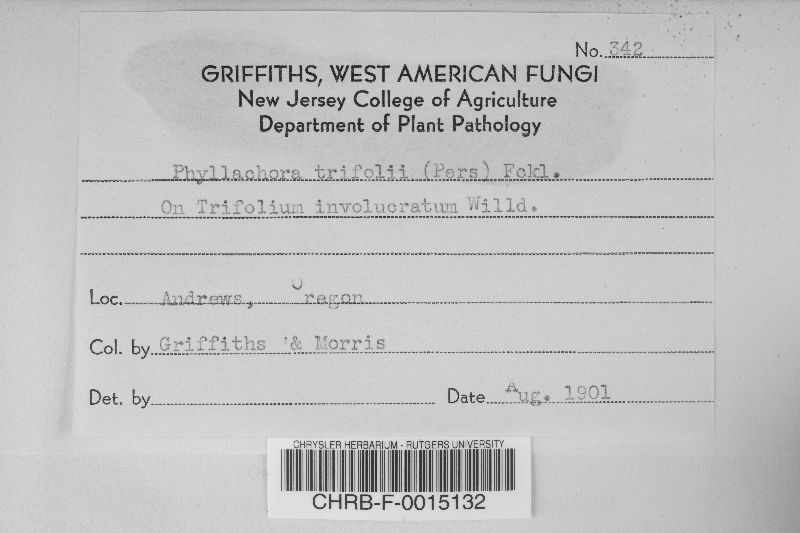 No. 342
GRIFFITHS, WEST AMERICAN FUNGI
New Jersey College of Agriculture
Department of Plant Pathology
Phyllachora trifolii (Pers) Fckl.
On Trifolium involucratum Willd.
Loc. Andrews, Oregon
Col. by Griffiths & Morris
Det. by
Date Aug. 1901
CHRYSLER HERBARIUM - RUTGERS UNIVERSITY
CHRB-F-0015132